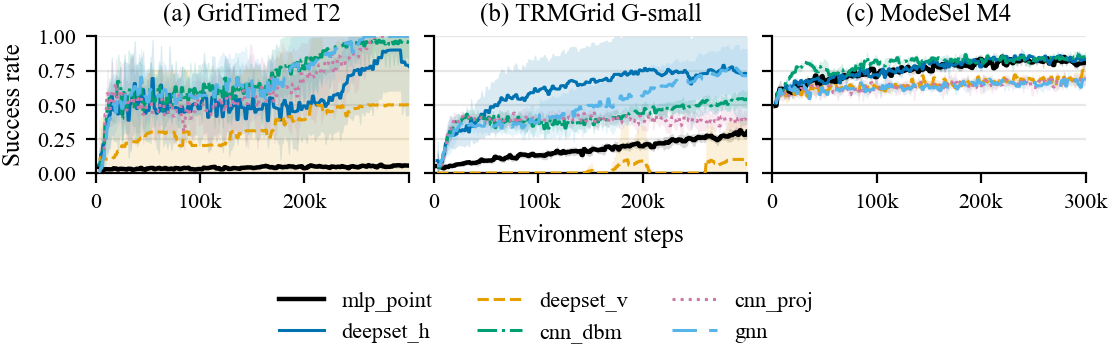 (a) GridTimed T2
(b) TRMGrid G-small
(c) ModeSel M4
Success rate
1.00
0.75
0.50
0.25
0.00
0 100k 200k
0 100k 200k
0 100k 200k 300k
Environment steps
mlp_point deepset_v cnn_proj
deepset_h cnn_dbm gnn